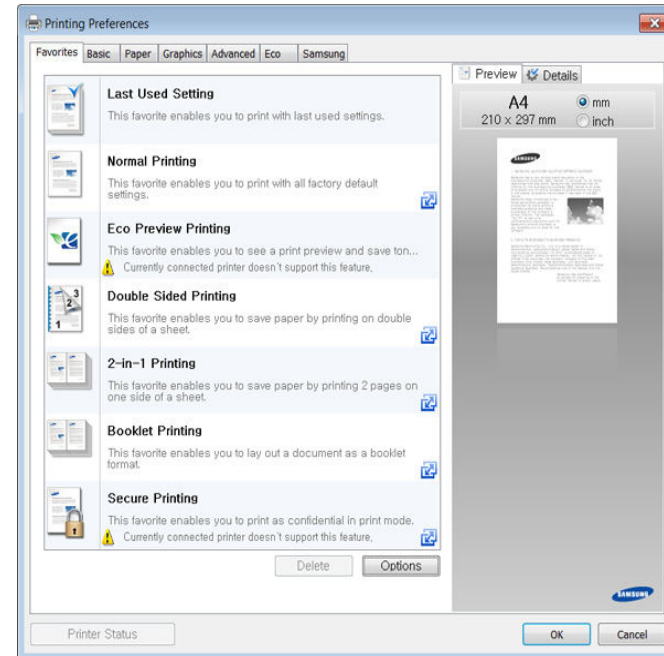 Printing Preferences
Favorites Basic Paper Graphics Advanced Eco Samsung
Last Used Setting
This favorite enables you to print with last used settings.
Normal Printing
This favorite enables you to print with all factory default
settings.
Eco Preview Printing
This favorite enables you to see a print preview and save ton...
Currently connected printer doesn't support this feature.
Double Sided Printing
This favorite enables you to save paper by printing on double
sides of a sheet.
2-in-1 Printing
This favorite enables you to save paper by printing 2 pages on
one side of a sheet.
Booklet Printing
This favorite enables you to lay out a document as a booklet
format.
Secure Printing
This favorite enables you to print as confidential in print mode.
Currently connected printer doesn't support this feature.
Delete Options
Preview Details
A4
210 x 297 mm
mm
inch
SAMSUNG
SAMSUNG
Printer Status
OK Cancel